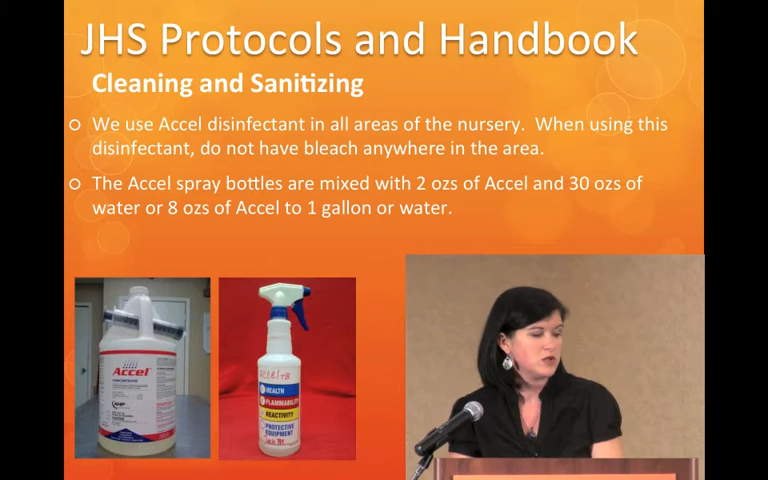 JHS Protocols and Handbook
Cleaning and Sanitizing
We use Accel disinfectant in all areas of the nursery. When using this
disinfectant, do not have bleach anywhere in the area.
The Accel spray bottles are mixed with 2 ozs of Accel and 30 ozs of
water or 8 ozs of Accel to 1 gallon or water.
Accel
CONCENTRATE
AHP
HEALTH
FLAMMABILITY
REACTIVITY
PROTECTIVE
EQUIPMENT